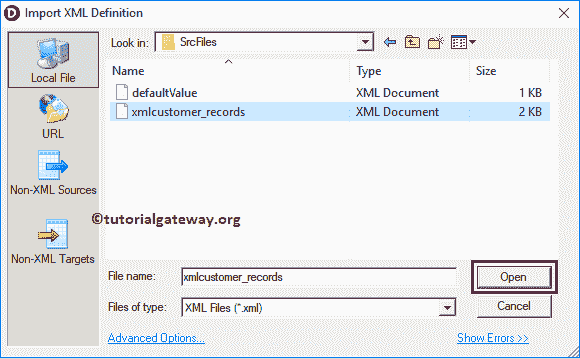 Import XML Definition
Look in: SrcFiles
Local File
URL
Non-XML Sources
Non-XML Targets
Name Type Size
defaultValue XML Document 1 KB
xmlcustomer_records XML Document 2 KB
©tutorialgateway.org
File name: xmlcustomer_records Open
Files of type: XML Files (*.xml) Cancel
Advanced Options... Show Errors >>